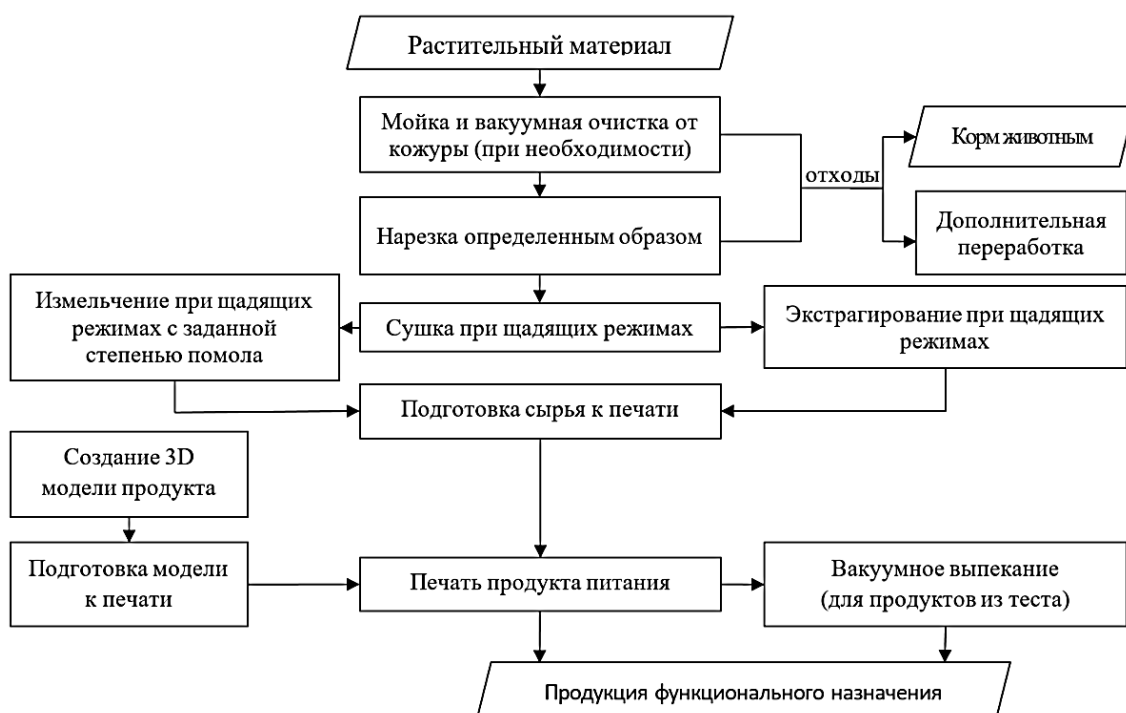 Растительный материал
Мойка и вакуумная очистка от
кожуры (при необходимости)
Корм животным
отходы
Нарезка определенным образом
Дополнительная
переработка
Измельчение при щадящих
режимах с заданной
степенью помола
Сушка при щадящих режимах
Экстрагирование при щадящих
режимах
Подготовка сырья к печати
Создание 3D
модели продукта
Подготовка модели
к печати
Печать продукта питания
Вакуумное выпекание
(для продуктов из теста)
Продукция функционального назначения